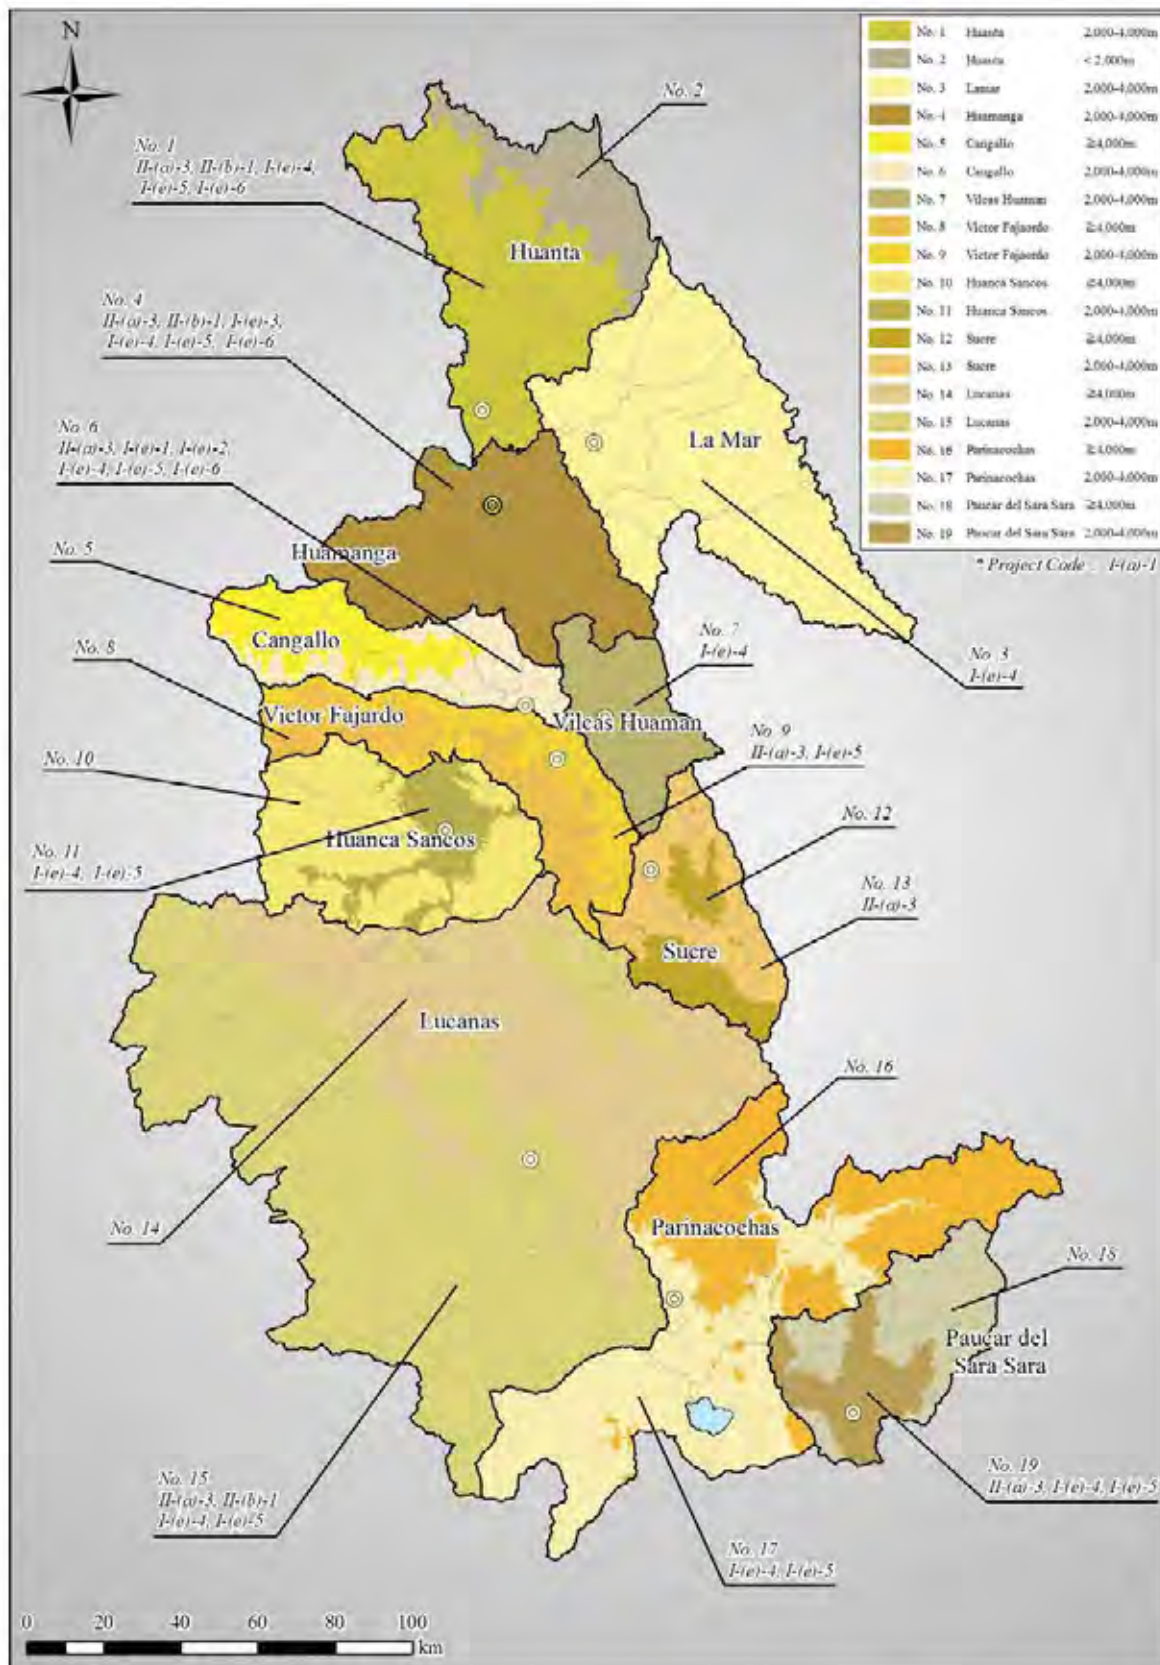 N
No. 1 Huanta 2,000-4,000m
No. 2 Huanta < 2,000m
No. 3 Lamar 2,000-4,000m
No. 4 Huamanga 2,000-4,000m
No. 5 Cangallo ≧4,000m
No. 6 Cangallo 2,000-4,000m
No. 7 Vilcas Huaman 2,000-4,000m
No. 8 Victor Fajaordo ≧4,000m
No. 9 Victor Fajaordo 2,000-4,000m
No. 10 Huanca Sancos ≧4,000m
No. 11 Huanca Sancos 2,000-4,000m
No. 12 Sucre ≧4,000m
No. 13 Sucre 2,000-4,000m
No. 14 Lucanas ≧4,000m
No. 15 Lucanas 2,000-4,000m
No. 16 Parinacochas ≧4,000m
No. 17 Parinacochas 2,000-4,000m
No. 18 Paucar del Sara Sara ≧4,000m
No. 19 Paucar del Sara Sara 2,000-4,000m
* Project Code : I-(a)-1
No. 2
No. 1
II-(a)-3, II-(b)-1, I-(e)-4,
I-(e)-5, I-(e)-6
Huanta
No. 4
II-(a)-3, II-(b)-1, I-(e)-3,
I-(e)-4, I-(e)-5, I-(e)-6
No. 6
II-(a)-3, I-(e)-1, I-(e)-2,
I-(e)-4, I-(e)-5, I-(e)-6
La Mar
No. 5
Huamanga
No. 3
I-(e)-4
No. 7
I-(e)-4
Cangallo
No. 8
Victor Fajardo
Vilcas Huaman
No. 9
II-(a)-3, I-(e)-5
No. 10
No. 12
Huanca Sancos
No. 11
I-(e)-4, I-(e)-5
No. 13
II-(a)-3
Sucre
Lucanas
No. 16
No. 14
Parinacochas
No. 18
Paucar del
Sara Sara
No. 15
II-(a)-3, II-(b)-1
I-(e)-4, I-(e)-5
No. 19
II-(a)-3, I-(e)-4, I-(e)-5
No. 17
I-(e)-4, I-(e)-5
0 20 40 60 80 100
km